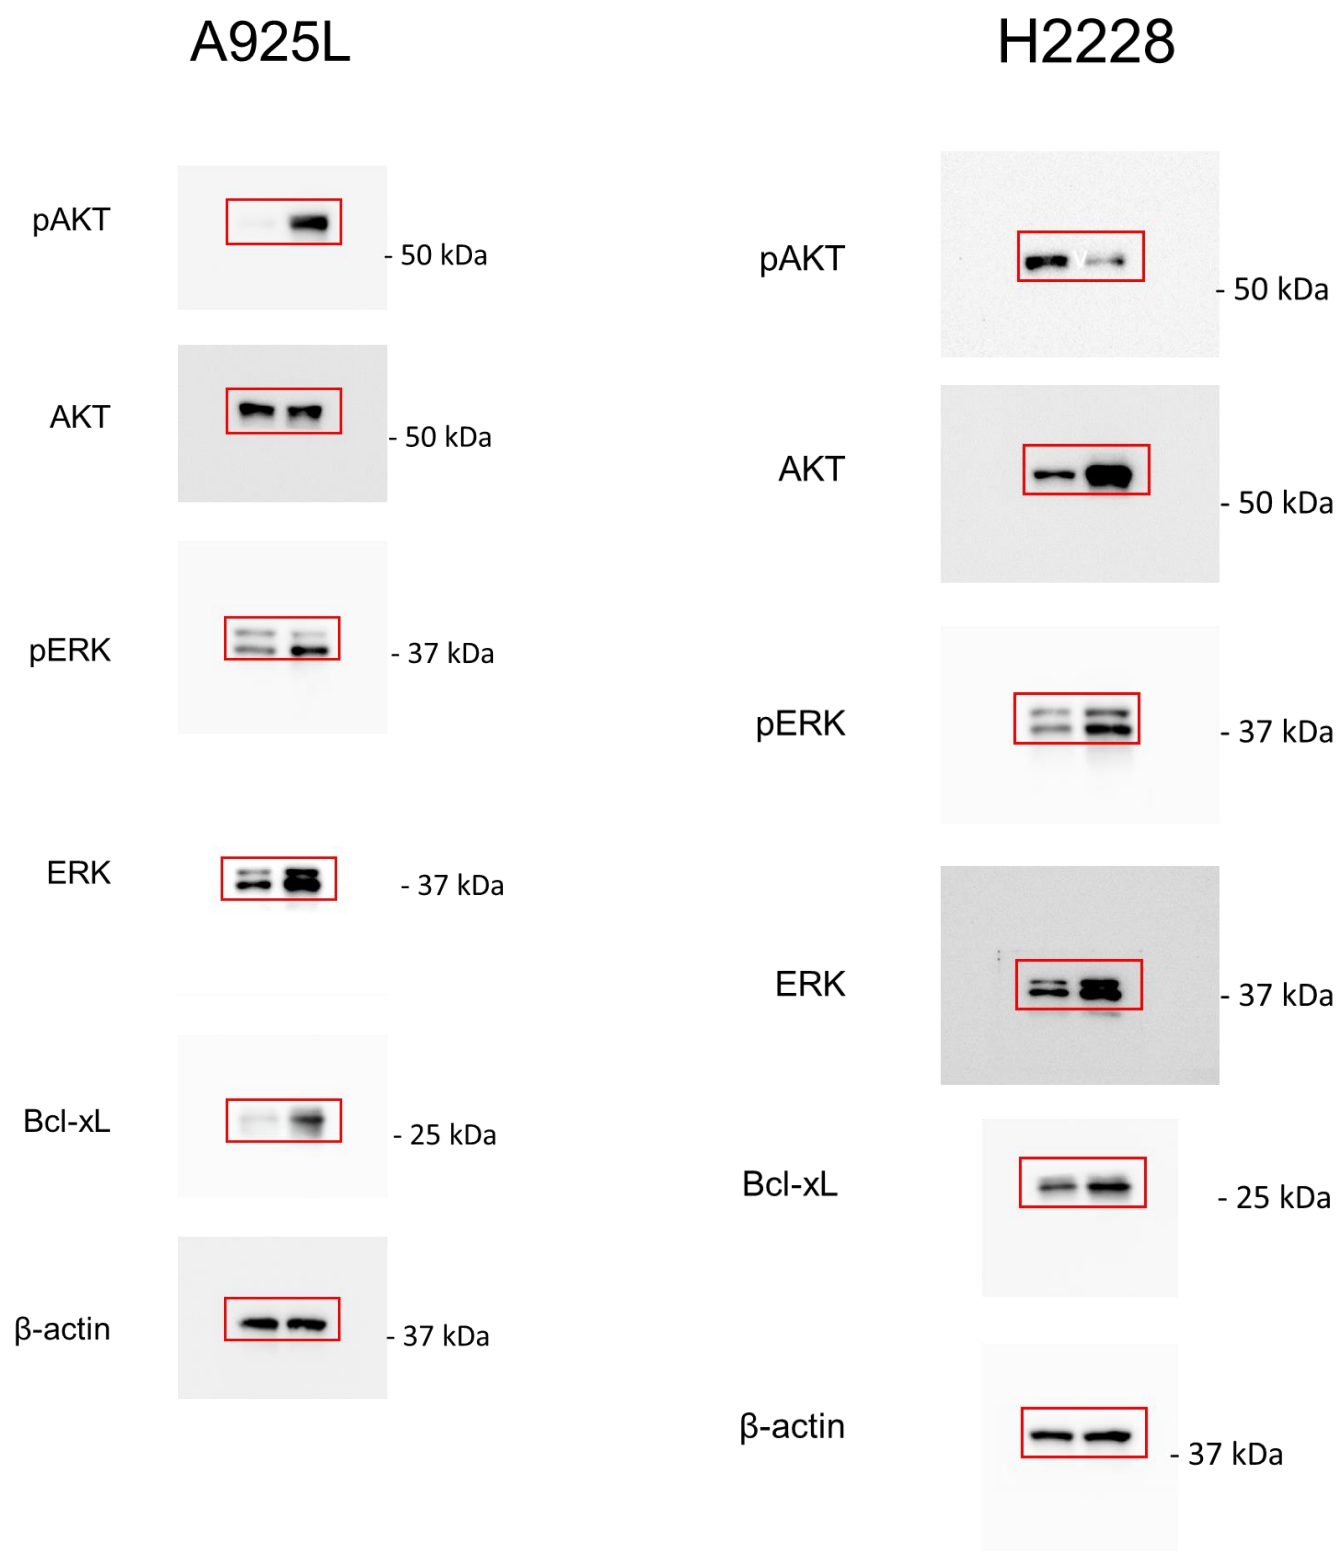 A925L
pAKT
- 50 kDa
AKT
- 50 kDa
pERK
- 37 kDa
ERK
- 37 kDa
Bcl-xL
- 25 kDa
β-actin
- 37 kDa
H2228
pAKT
- 50 kDa
AKT
- 50 kDa
pERK
- 37 kDa
ERK
- 37 kDa
Bcl-xL
- 25 kDa
β-actin
- 37 kDa